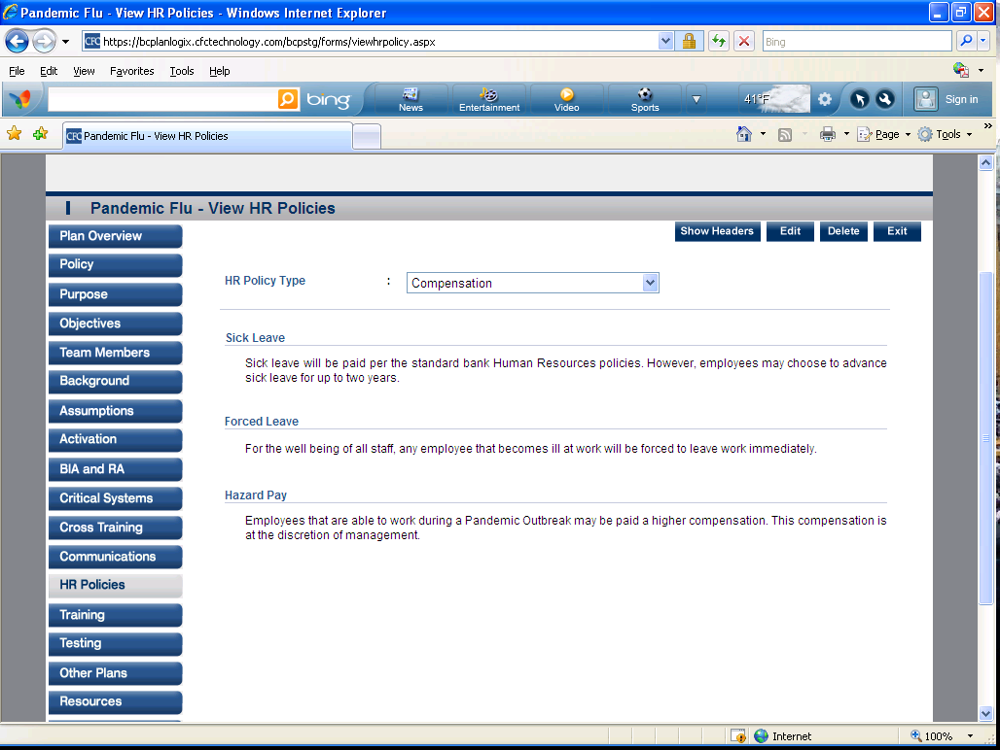 Pandemic Flu - View HR Policies - Windows Internet Explorer
CFC https://bcplanlogix.cfctechnology.com/bcpstg/forms/viewhrpolicy.aspx
Bing
File Edit View Favorites Tools Help
bing News Entertainment Video Sports 41°F Sign in
CFC Pandemic Flu - View HR Policies
Page Tools »
Pandemic Flu - View HR Policies
Show Headers Edit Delete Exit
Plan Overview
Policy
Purpose
Objectives
Team Members
Background
Assumptions
Activation
BIA and RA
Critical Systems
Cross Training
Communications
HR Policies
Training
Testing
Other Plans
Resources
HR Policy Type : Compensation
Sick Leave
Sick leave will be paid per the standard bank Human Resources policies. However, employees may choose to advance
sick leave for up to two years.
Forced Leave
For the well being of all staff, any employee that becomes ill at work will be forced to leave work immediately.
Hazard Pay
Employees that are able to work during a Pandemic Outbreak may be paid a higher compensation. This compensation is
at the discretion of management.
Internet 100%